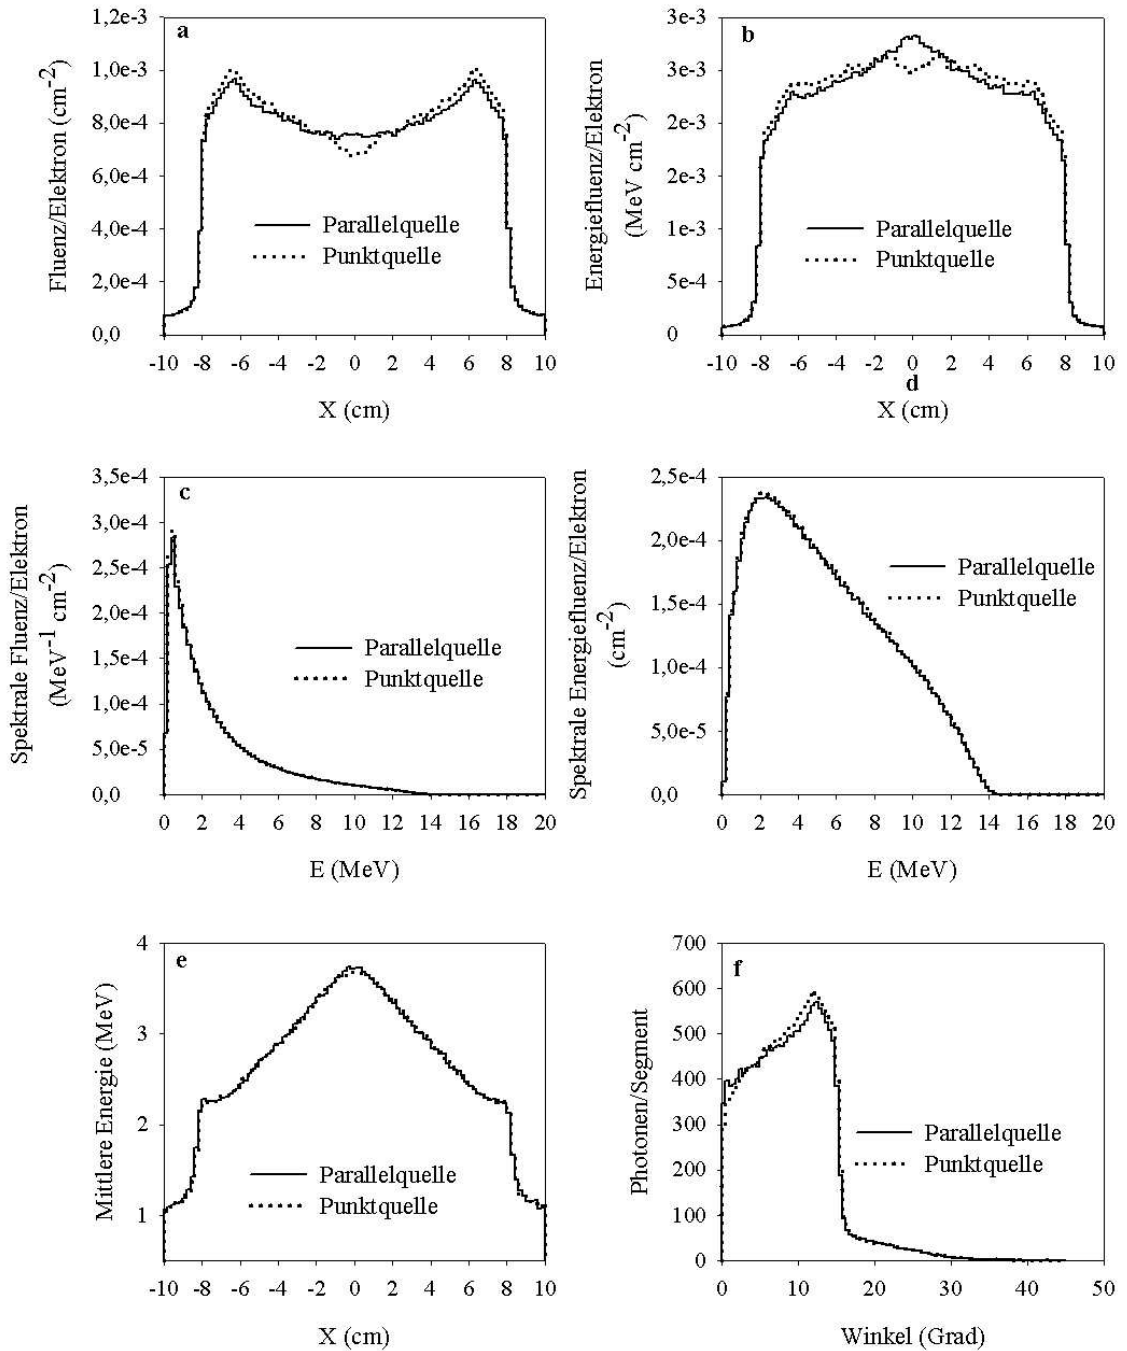 a
Fluenz/Elektron (cm-2)
1,2e-3
1,0e-3
8,0e-4
6,0e-4
4,0e-4
2,0e-4
0,0
Parallelquelle
Punktquelle
-10 -8 -6 -4 -2 0 2 4 6 8 10
X (cm)
b
Energiefluenz/Elektron
(MeV cm-2)
3e-3
3e-3
2e-3
2e-3
1e-3
5e-4
0,0
Parallelquelle
Punktquelle
-10 -8 -6 -4 -2 0 2 4 6 8 10
d
X (cm)
c
Spektrale Fluenz/Elektron
(MeV-1 cm-2)
3,5e-4
3,0e-4
2,5e-4
2,0e-4
1,5e-4
1,0e-4
5,0e-5
0,0
Parallelquelle
Punktquelle
0 2 4 6 8 10 12 14 16 18 20
E (MeV)
Spektrale Energiefluenz/Elektron
(cm-2)
2,5e-4
2,0e-4
1,5e-4
1,0e-4
5,0e-5
0,0
Parallelquelle
Punktquelle
0 2 4 6 8 10 12 14 16 18 20
E (MeV)
e
Mittlere Energie (MeV)
4
3
2
1
Parallelquelle
Punktquelle
-10 -8 -6 -4 -2 0 2 4 6 8 10
X (cm)
f
Photonen/Segment
700
600
500
400
300
200
100
0
Parallelquelle
Punktquelle
0 10 20 30 40 50
Winkel (Grad)